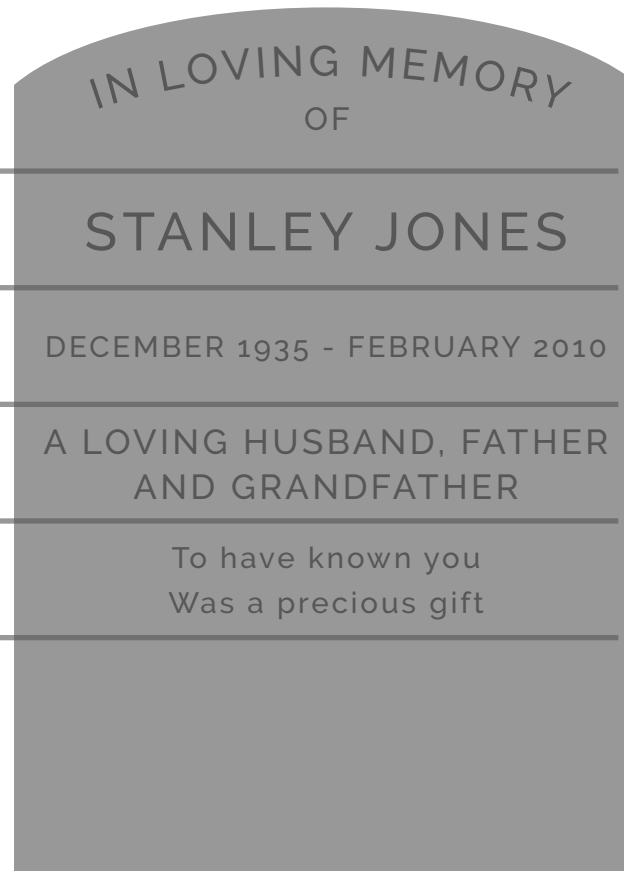 IN LOVING MEMORY
OF
STANLEY JONES
DECEMBER 1935 - FEBRUARY 2010
A LOVING HUSBAND, FATHER
AND GRANDFATHER
To have known you
Was a precious gift